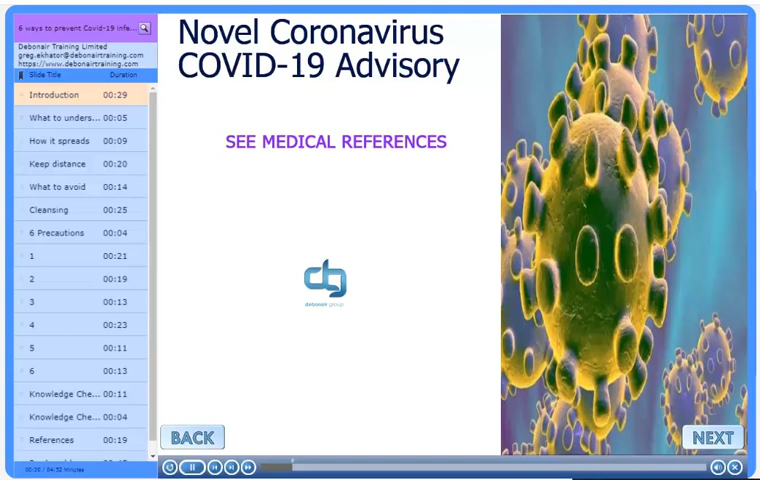 6 ways to prevent Covid-19 infe...
Debonair Training Limited
greg.ekhator@debonairtraining.com
https://www.debonairtraining.com
Slide Title Duration
Introduction 00:29
What to unders... 00:05
How it spreads 00:09
Keep distance 00:20
What to avoid 00:14
Cleansing 00:25
6 Precautions 00:04
1 00:21
2 00:19
3 00:13
4 00:23
5 00:11
6 00:13
Knowledge Che... 00:11
Knowledge Che... 00:04
References 00:19
Novel Coronavirus
COVID-19 Advisory
SEE MEDICAL REFERENCES
dg
debonair group
BACK
NEXT